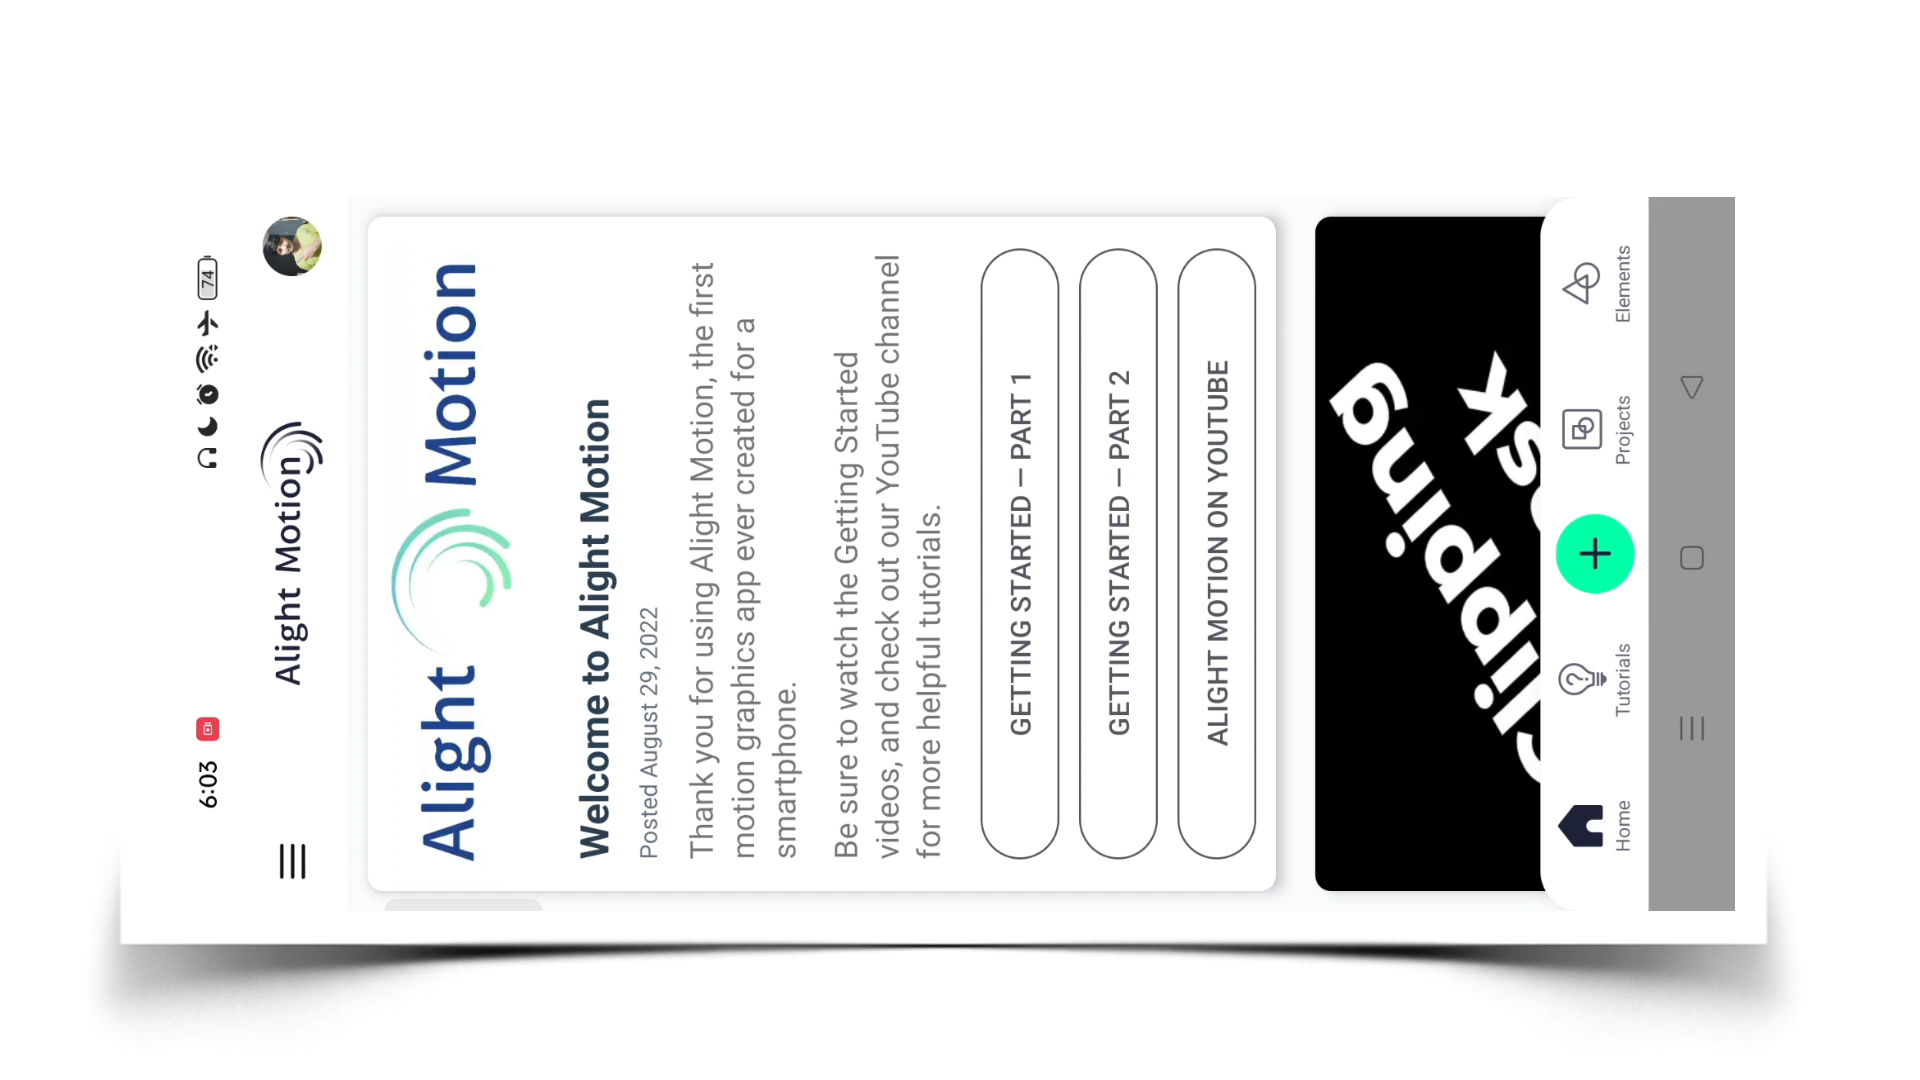 6:03
74
Alight Motion
Alight Motion
Welcome to Alight Motion
Posted August 29, 2022
Thank you for using Alight Motion, the first
motion graphics app ever created for a
smartphone.
Be sure to watch the Getting Started
videos, and check out our YouTube channel
for more helpful tutorials.
GETTING STARTED – PART 1
GETTING STARTED – PART 2
ALIGHT MOTION ON YOUTUBE
Home
Tutorials
Projects
Elements